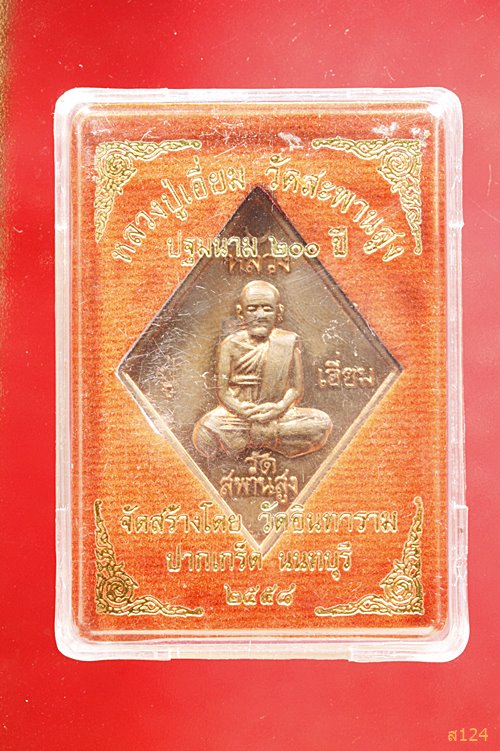 หลวงปู่เอี่ยม วัดสะพานสูง
ปฐมนาม ๒๐๐ ปี
หลวง
เอี่ยม
วัด
สพานสูง
จัดสร้างโดย วัดอินทาราม
ปากเกร็ด นนทบุรี
๒๕๕๘
ส124